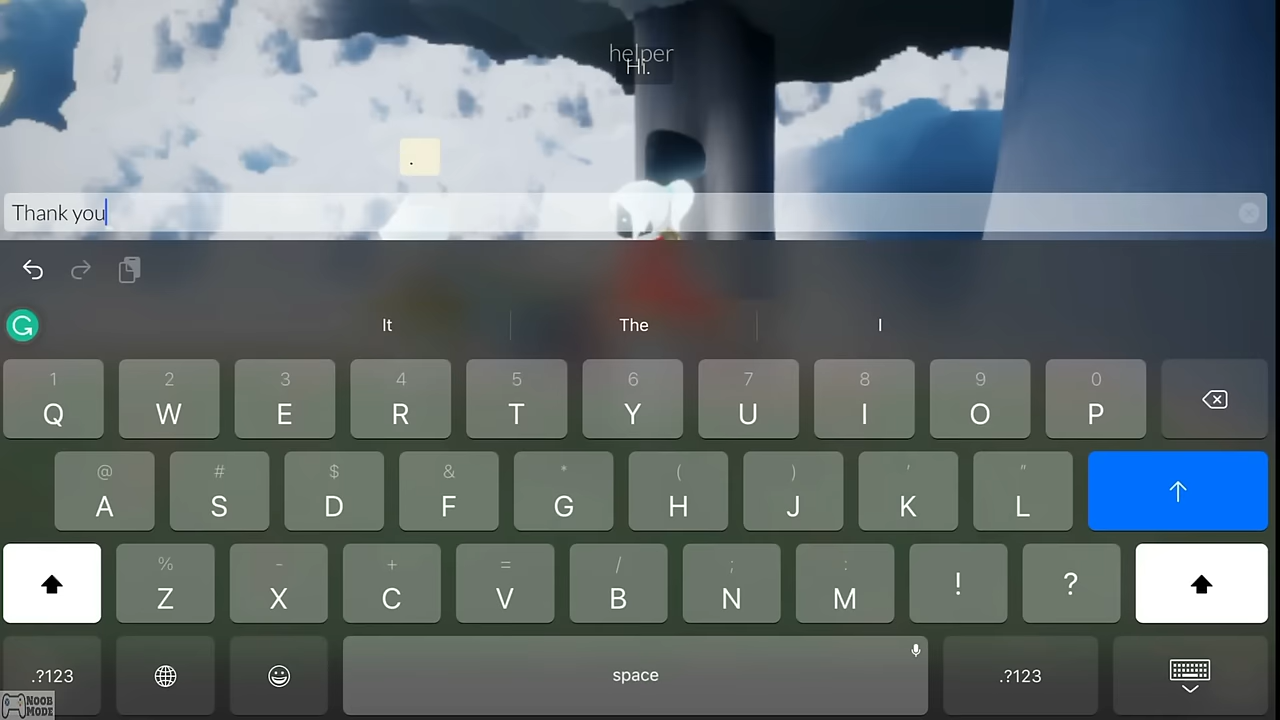 helper
Hi.
.
Thank you
It The I
1 2 3 4 5 6 7 8 9 0
Q W E R T Y U I O P
@ # $ & * ( ) ' "
A S D F G H J K L
% - + = / ; :
Z X C V B N M ! ?
.?123 space .?123
NOOB
MODE